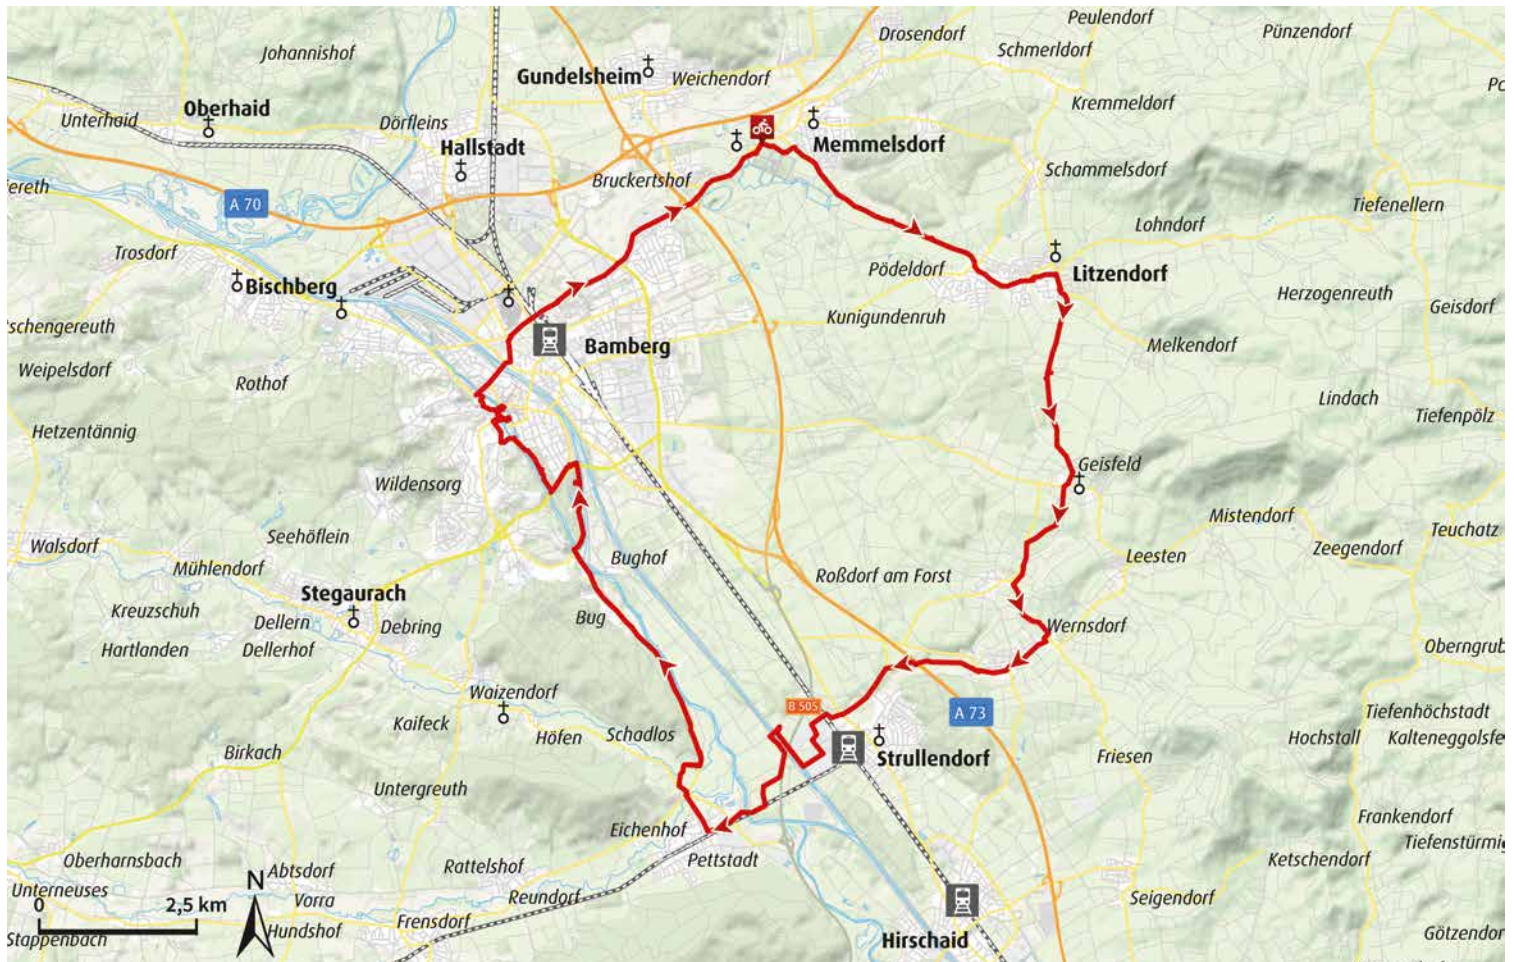 Peulendorf
Drosendorf
Pünzendorf
Johannishof
Schmerldorf
Gundelsheim
Weichendorf
Kremmeldorf
Oberhaid
Unterhaid
Dörfleins
Hallstadt
Memmelsdorf
Schammelsdorf
Bruckertshof
A 70
Tiefenellern
Lohndorf
Trosdorf
Pödeldorf
Litzendorf
Bischberg
Herzogenreuth
Geisdorf
Kunigundenruh
Bamberg
Melkendorf
Weipelsdorf
Rothof
Lindach
Tiefenpölz
Hetzentännig
Geisfeld
Wildensorg
Mistendorf
Teuchatz
Seehöflein
Walsdorf
Zeegendorf
Leesten
Bughof
Mühlendorf
Roßdorf am Forst
Stegaurach
Kreuzschuh
Bug
Dellern
Debring
Wernsdorf
Hartlanden
Dellerhof
Waizendorf
B 505
A 73
Tiefenhöchstadt
Kaifeck
Höfen
Schadlos
Hochstall
Birkach
Strullendorf
Friesen
Untergreuth
Frankendorf
Eichenhof
Oberharnsbach
Pettstadt
Ketschendorf
Abtsdorf
Rattelshof
N
Unterneuses
Vorra
Reundorf
Seigendorf
0
2,5 km
Frensdorf
Hundshof
Hirschaid
Stappenbach